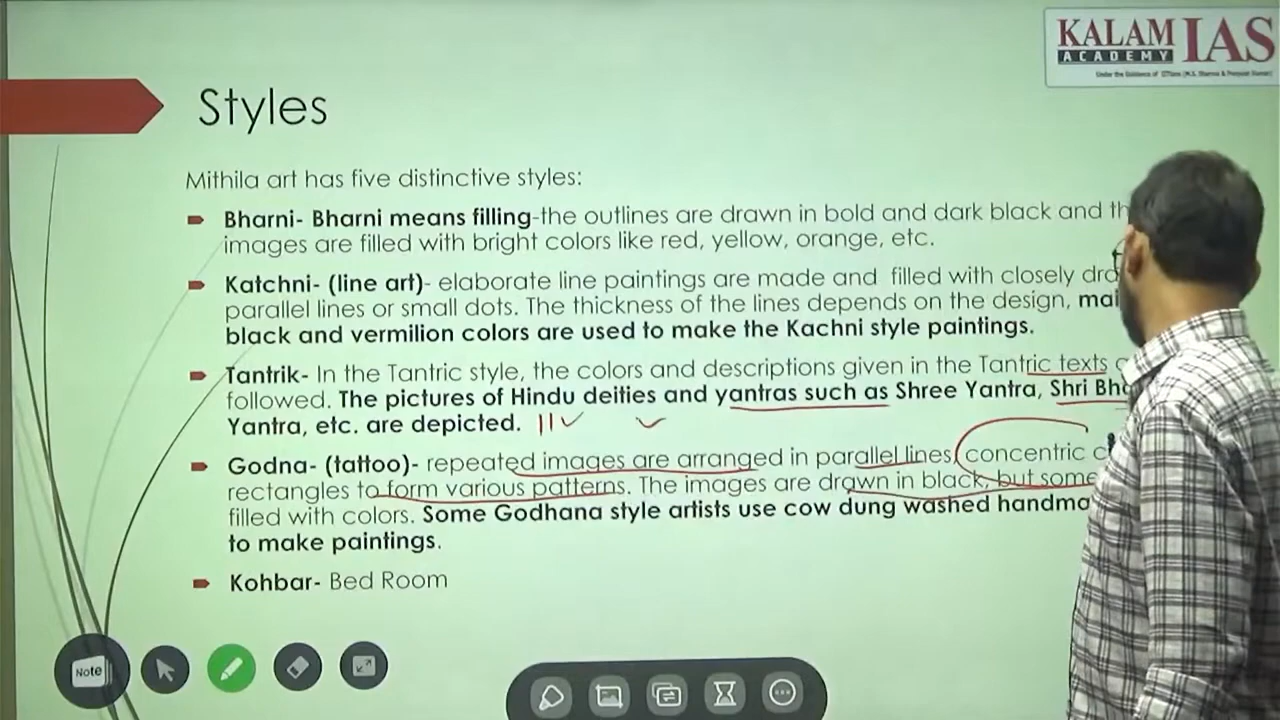 KALAM IAS
ACADEMY
Styles
Mithila art has five distinctive styles:
Bharni- Bharni means filling-the outlines are drawn in bold and dark black and
images are filled with bright colors like red, yellow, orange, etc.
Katchni- (line art)- elaborate line paintings are made and filled with closely
parallel lines or small dots. The thickness of the lines depends on the design,
black and vermilion colors are used to make the Kachni style paintings.
Tantrik- In the Tantric style, the colors and descriptions given in the Tantric texts
followed. The pictures of Hindu deities and yantras such as Shree Yantra, Shri
Yantra, etc. are depicted.
Godna- (tattoo)- repeated images are arranged in parallel lines, concentric
rectangles to form various patterns. The images are drawn in black, but some
filled with colors. Some Godhana style artists use cow dung washed
to make paintings.
Kohbar- Bed Room
Note